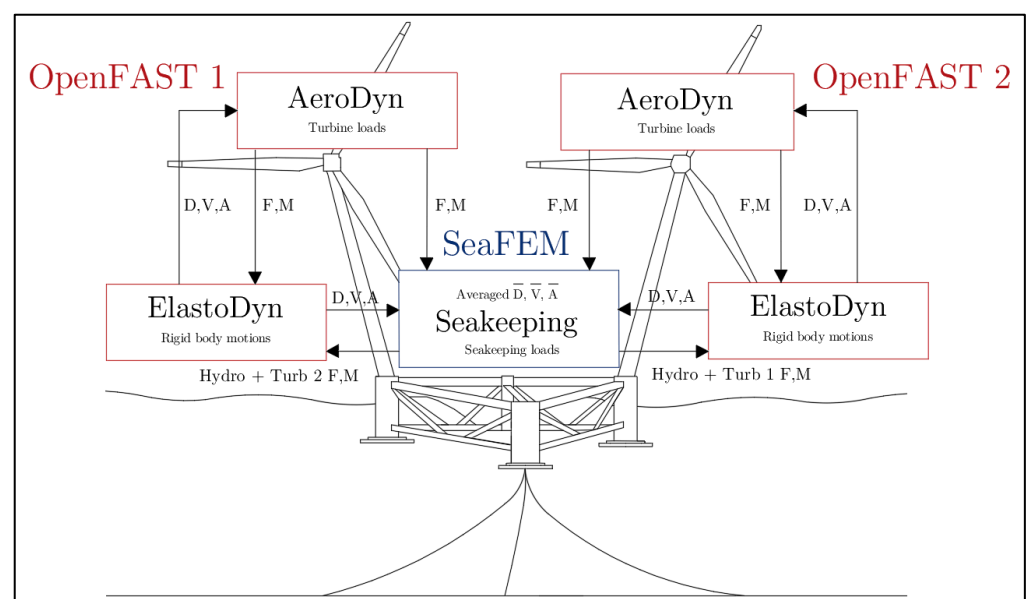 OpenFAST 1
OpenFAST 2
AeroDyn
Turbine loads
AeroDyn
Turbine loads
D,V,A
F,M
F,M
F,M
F,M
D,V,A
SeaFEM
ElastoDyn
Rigid body motions
D,V,A
Averaged D̅, V̅, A̅
Seakeeping
Seakeeping loads
D,V,A
ElastoDyn
Rigid body motions
Hydro + Turb 2 F,M
Hydro + Turb 1 F,M